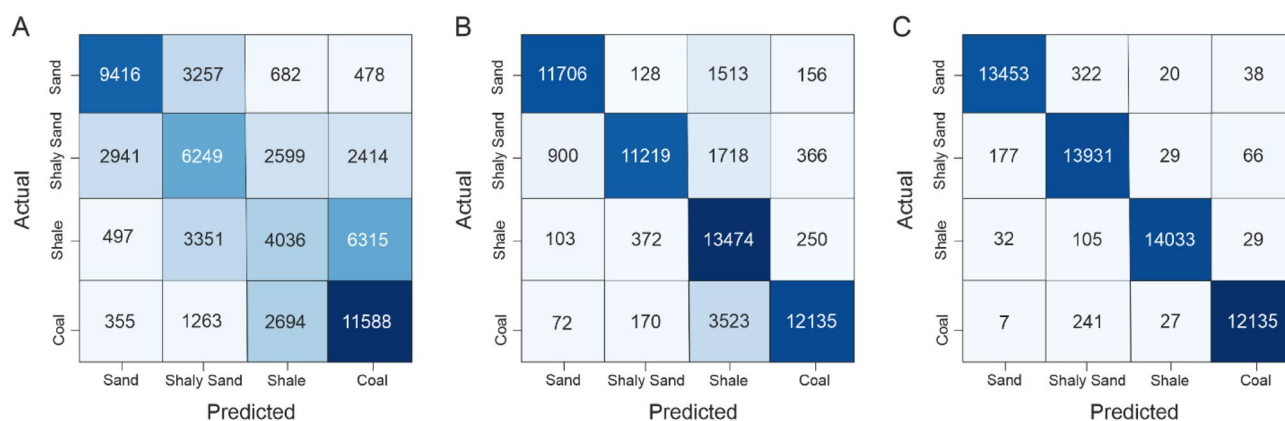 A
Actual
Sand
9416 3257 682 478
Shaly Sand
2941 6249 2599 2414
Shale
497 3351 4036 6315
Coal
355 1263 2694 11588
Sand Shaly Sand Shale Coal
Predicted
B
Actual
Sand
11706 128 1513 156
Shaly Sand
900 11219 1718 366
Shale
103 372 13474 250
Coal
72 170 3523 12135
Sand Shaly Sand Shale Coal
Predicted
C
Actual
Sand
13453 322 20 38
Shaly Sand
177 13931 29 66
Shale
32 105 14033 29
Coal
7 241 27 12135
Sand Shaly Sand Shale Coal
Predicted